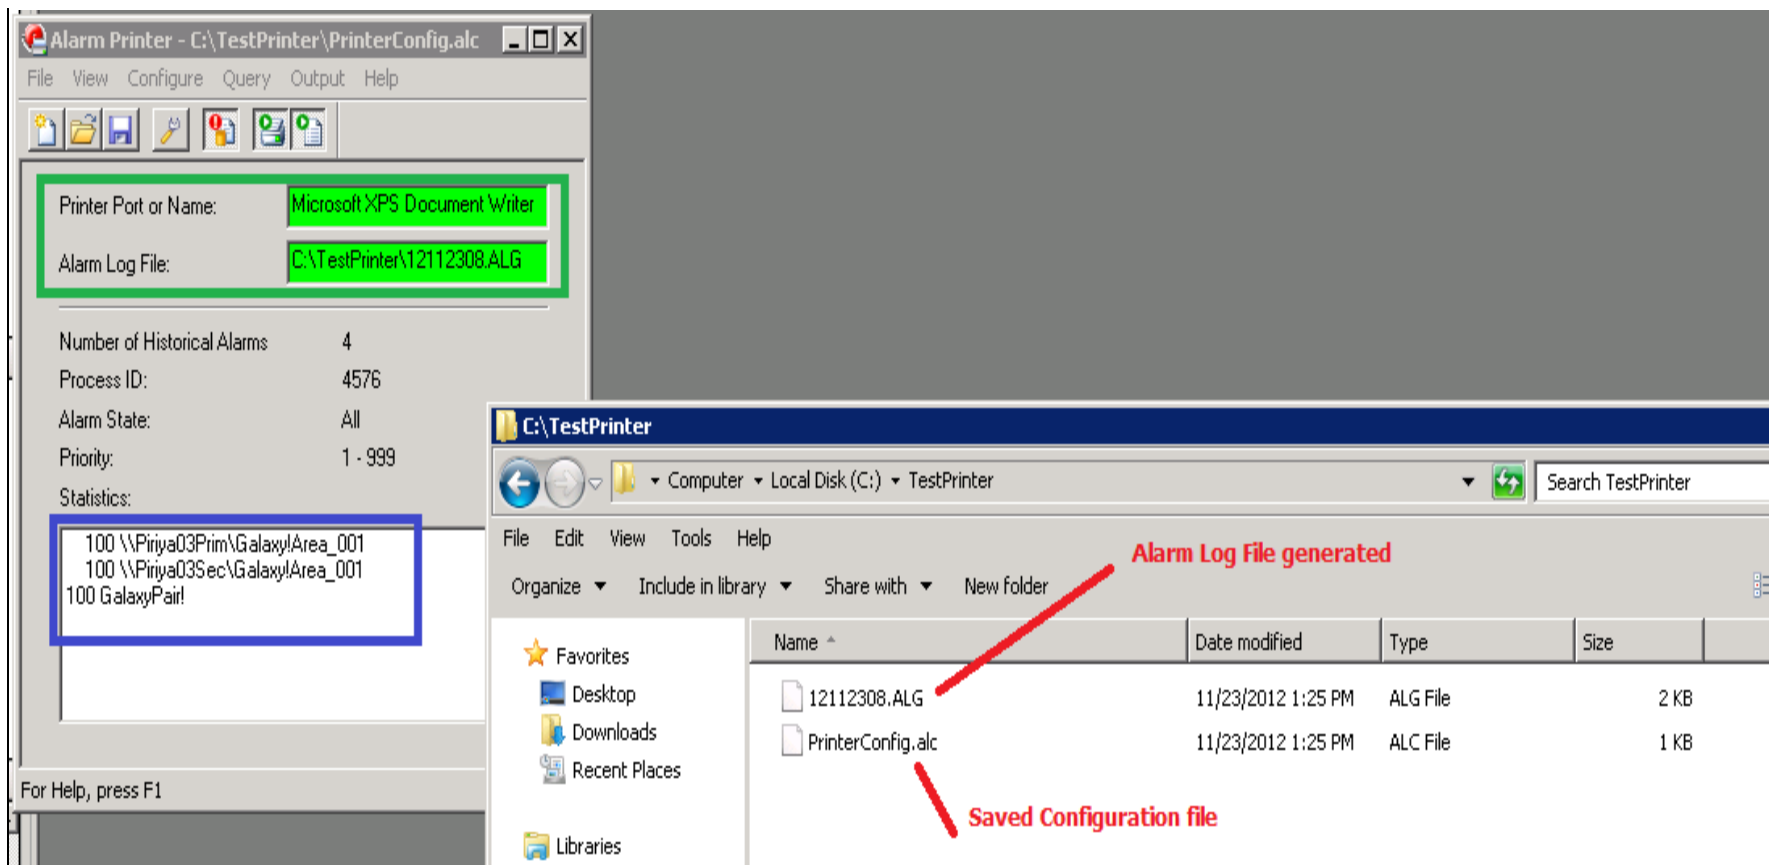 Alarm Printer - C:\TestPrinter\PrinterConfig.alc
File View Configure Query Output Help
Printer Port or Name: Microsoft XPS Document Writer
Alarm Log File: C:\TestPrinter\12112308.ALG
Number of Historical Alarms 4
Process ID: 4576
Alarm State: All
Priority: 1 - 999
Statistics:
100 \\Piriya03Prim\Galaxy!Area_001
100 \\Piriya03Sec\Galaxy!Area_001
100 GalaxyPair!
For Help, press F1
C:\TestPrinter
Computer Local Disk (C:) TestPrinter
Search TestPrinter
File Edit View Tools Help
Alarm Log File generated
Organize Include in library Share with New folder
Favorites
Desktop
Downloads
Recent Places
Libraries
Name Date modified Type Size
12112308.ALG 11/23/2012 1:25 PM ALG File 2 KB
PrinterConfig.alc 11/23/2012 1:25 PM ALC File 1 KB
Saved Configuration file